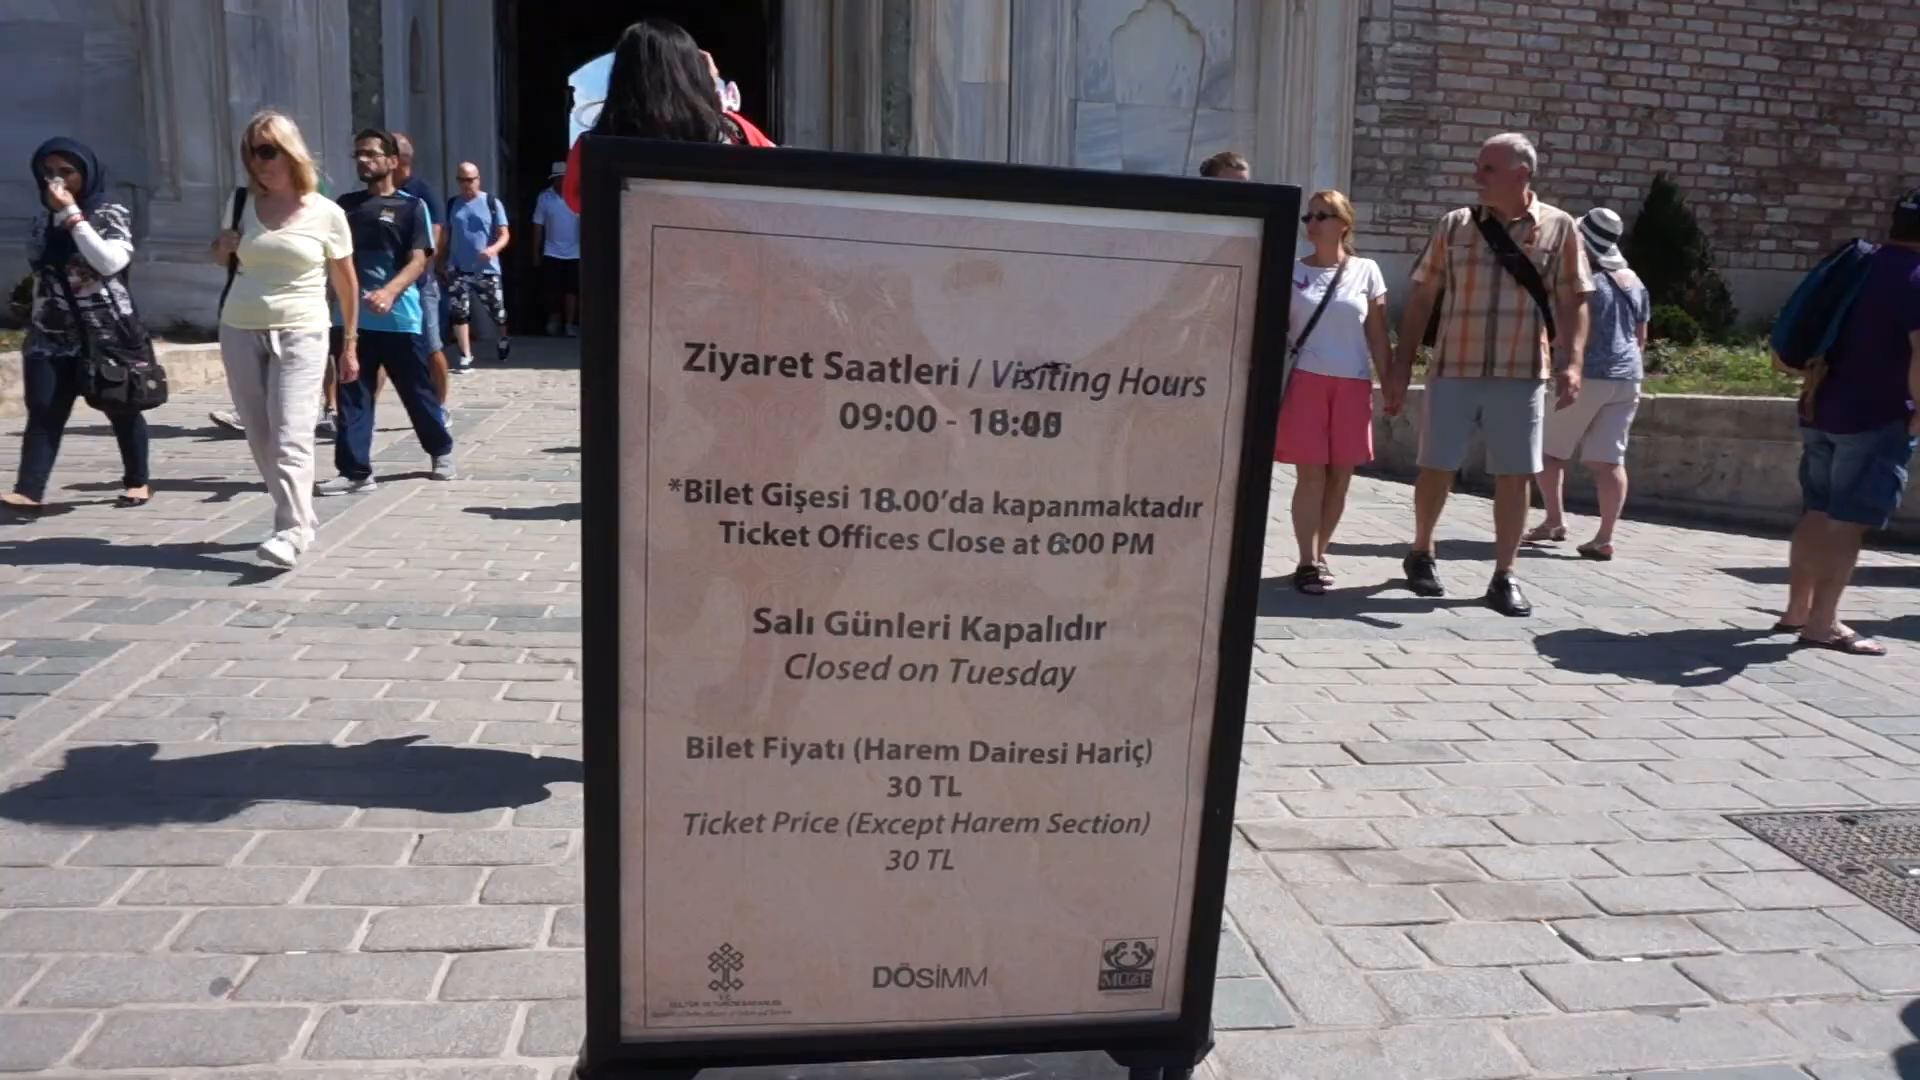 Ziyaret Saatleri / Visiting Hours
09:00 -
*Bilet Gişesi 18.00'da kapanmaktadır
Ticket Offices Close at 6:00 PM
Salı Günleri Kapalıdır
Closed on Tuesday
Bilet Fiyatı (Harem Dairesi Hariç)
30 TL
Ticket Price (Except Harem Section)
30 TL
T.C.
DÖSİMM
MÜZE